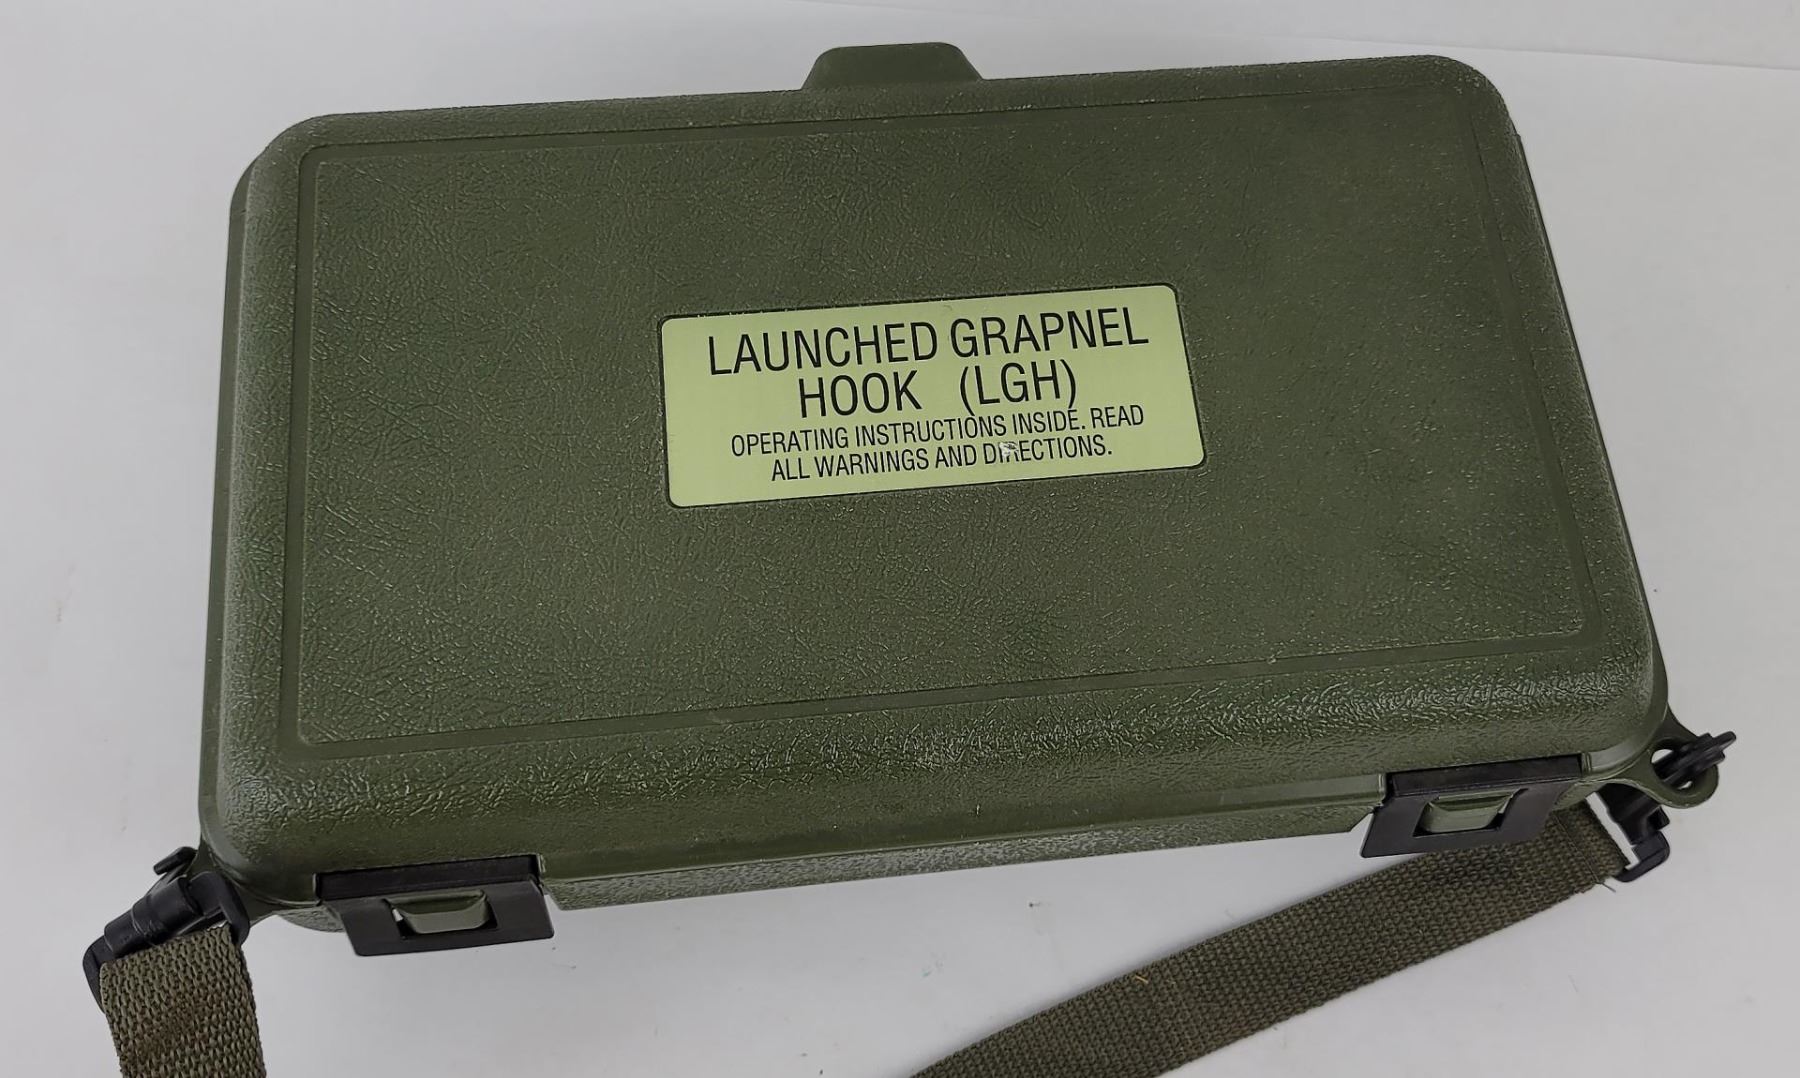 LAUNCHED GRAPNEL
HOOK (LGH)
OPERATING INSTRUCTIONS INSIDE. READ
ALL WARNINGS AND DIRECTIONS.